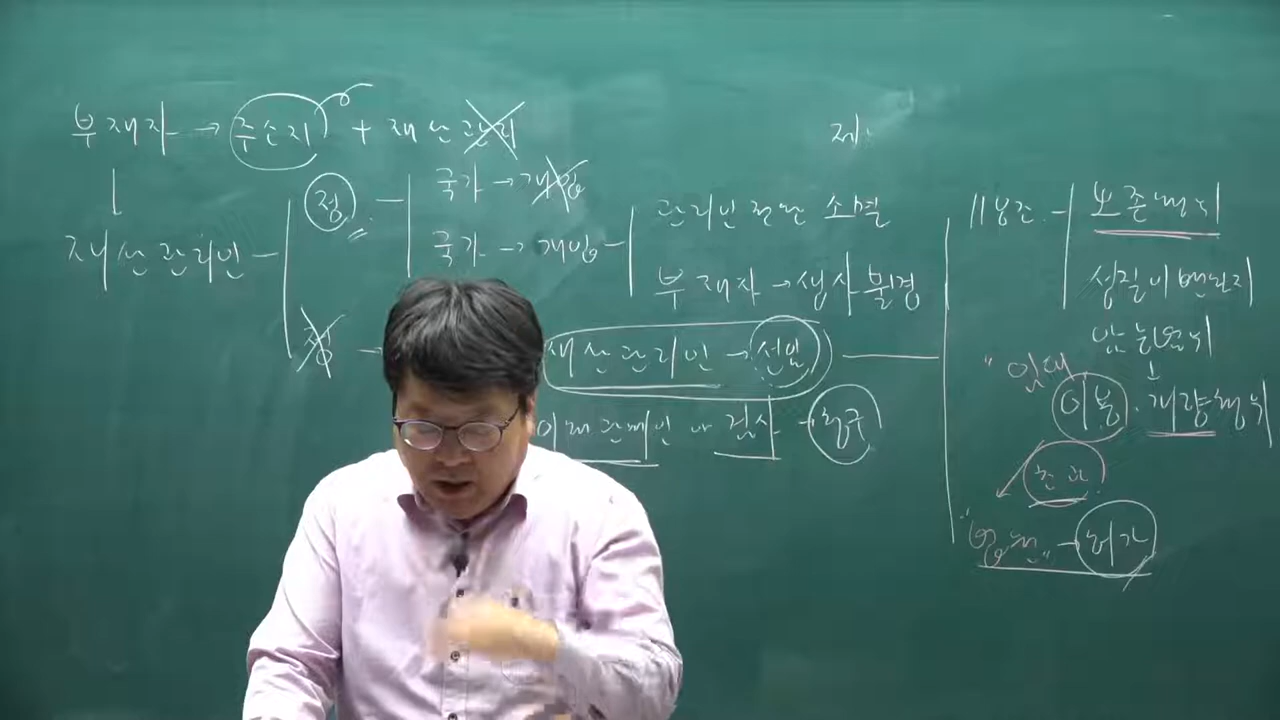 부재자 → 주소지 + 재산관리
제
정
국가 → 개입
재산관리인
국가 → 개입
관리인 권한 소멸
부재자 → 생사 불명
118조
보존행위
성질이 변하지
않는 범위
이용·개량행위
재산관리인 → 선임
이해관계인 나 검사 → 청구
초과
허가